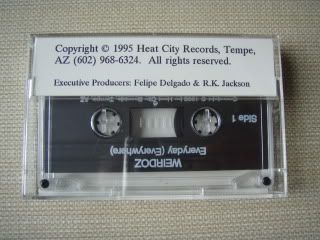 Copyright © 1995 Heat City Records, Tempe,
AZ (602) 968-6324. All rights reserved.
Executive Producers: Felipe Delgado & R.K. Jackson
Side 1
Everyday (Everywhere)
WEIRDOZ